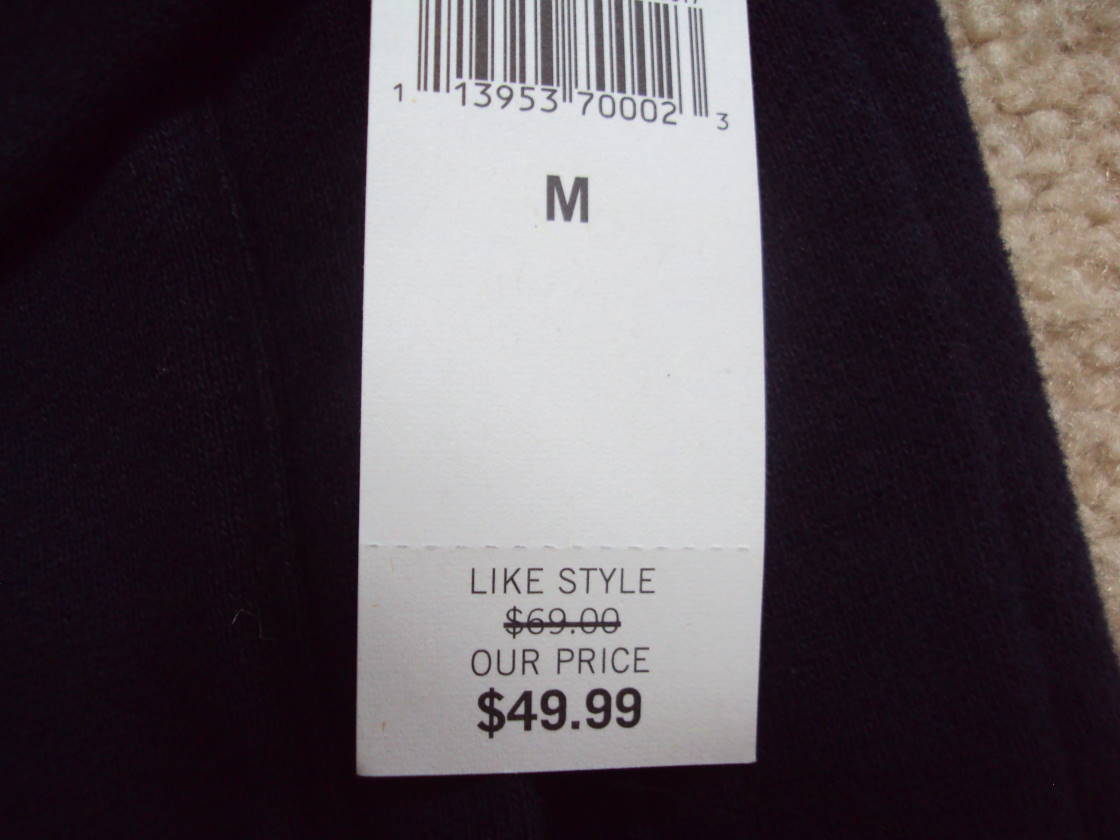 1 13953 70002 3
M
LIKE STYLE
$69.00
OUR PRICE
$49.99